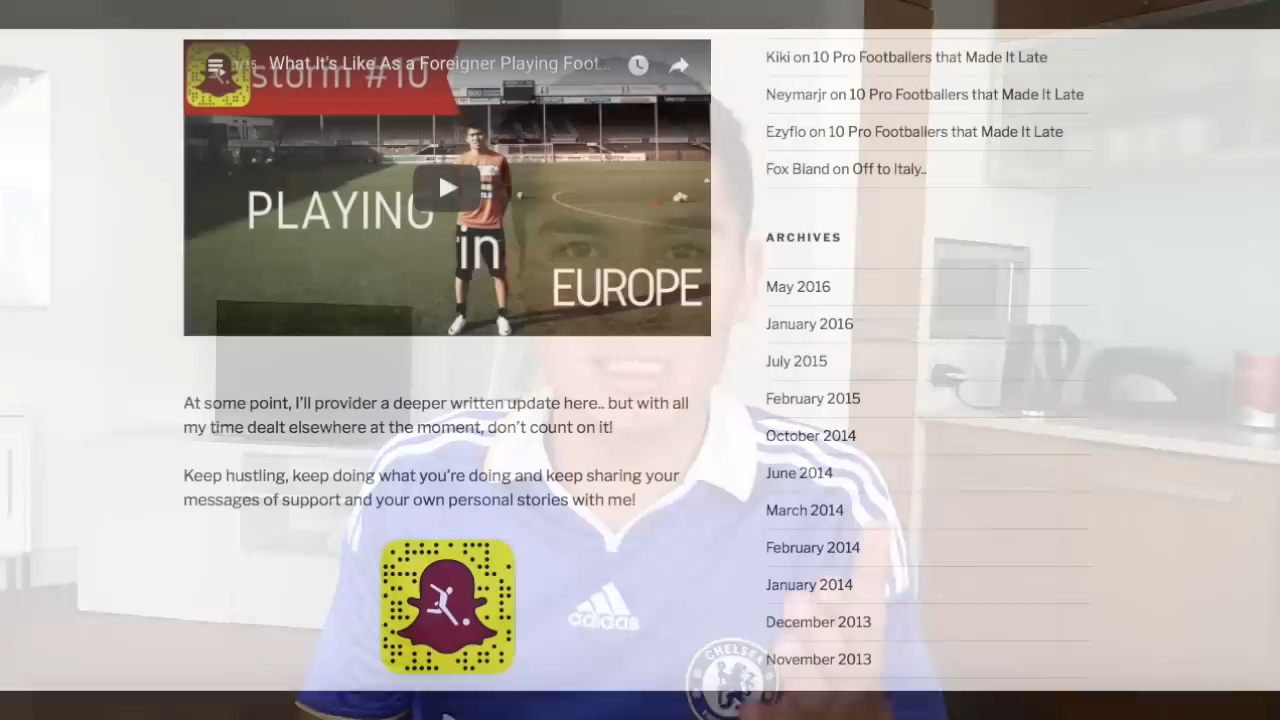 1/15 What It's Like As a Foreigner Playing Foot...
storm #10
PLAYING
in
EUROPE
At some point, I'll provider a deeper written update here.. but with all
my time dealt elsewhere at the moment, don't count on it!
Keep hustling, keep doing what you're doing and keep sharing your
messages of support and your own personal stories with me!
Kiki on 10 Pro Footballers that Made It Late
Neymarjr on 10 Pro Footballers that Made It Late
Ezyflo on 10 Pro Footballers that Made It Late
Fox Bland on Off to Italy..
ARCHIVES
May 2016
January 2016
July 2015
February 2015
October 2014
June 2014
March 2014
February 2014
January 2014
December 2013
November 2013
adidas
CHELSEA